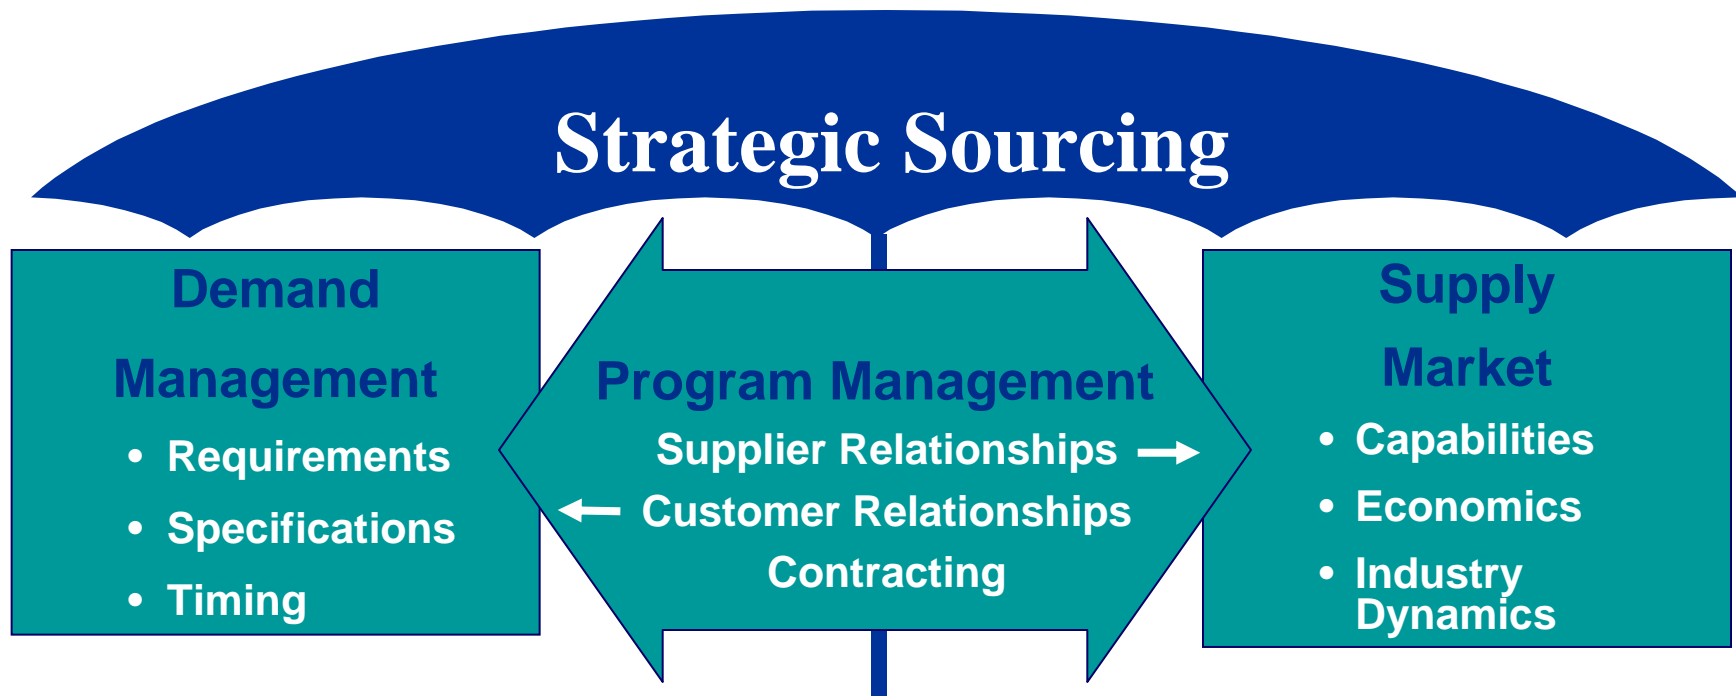 Strategic Sourcing
Demand
Management
• Requirements
• Specifications
• Timing
Program Management
Supplier Relationships
Customer Relationships
Contracting
Supply
Market
• Capabilities
• Economics
• Industry
Dynamics